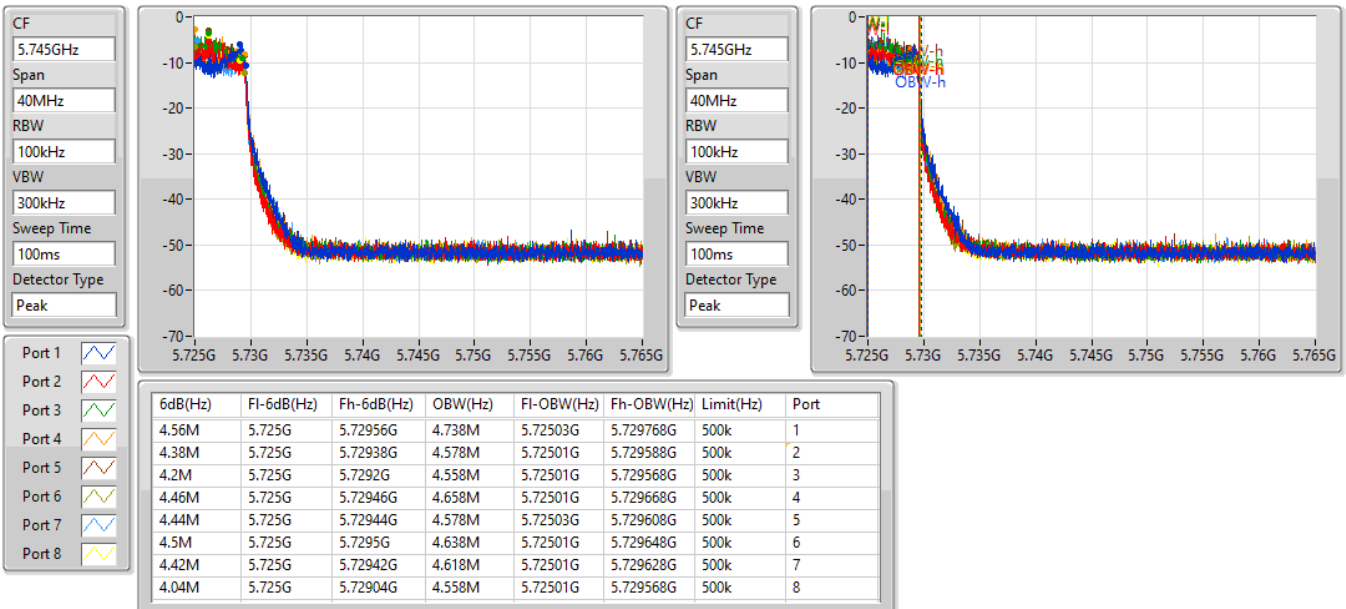 CF
5.745GHz
Span
40MHz
RBW
100kHz
VBW
300kHz
Sweep Time
100ms
Detector Type
Peak
0
-10
-20
-30
-40
-50
-60
-70
5.725G 5.73G 5.735G 5.74G 5.745G 5.75G 5.755G 5.76G 5.765G
CF
5.745GHz
Span
40MHz
RBW
100kHz
VBW
300kHz
Sweep Time
100ms
Detector Type
Peak
0
-10
-20
-30
-40
-50
-60
-70
OBW-h
5.725G 5.73G 5.735G 5.74G 5.745G 5.75G 5.755G 5.76G 5.765G
Port 1
Port 2
Port 3
Port 4
Port 5
Port 6
Port 7
Port 8
6dB(Hz) Fl-6dB(Hz) Fh-6dB(Hz) OBW(Hz) Fl-OBW(Hz) Fh-OBW(Hz) Limit(Hz) Port
4.56M 5.725G 5.72956G 4.738M 5.72503G 5.729768G 500k 1
4.38M 5.725G 5.72938G 4.578M 5.72501G 5.729588G 500k 2
4.2M 5.725G 5.7292G 4.558M 5.72501G 5.729568G 500k 3
4.46M 5.725G 5.72946G 4.658M 5.72501G 5.729668G 500k 4
4.44M 5.725G 5.72944G 4.578M 5.72503G 5.729608G 500k 5
4.5M 5.725G 5.7295G 4.638M 5.72501G 5.729648G 500k 6
4.42M 5.725G 5.72942G 4.618M 5.72501G 5.729628G 500k 7
4.04M 5.725G 5.72904G 4.558M 5.72501G 5.729568G 500k 8